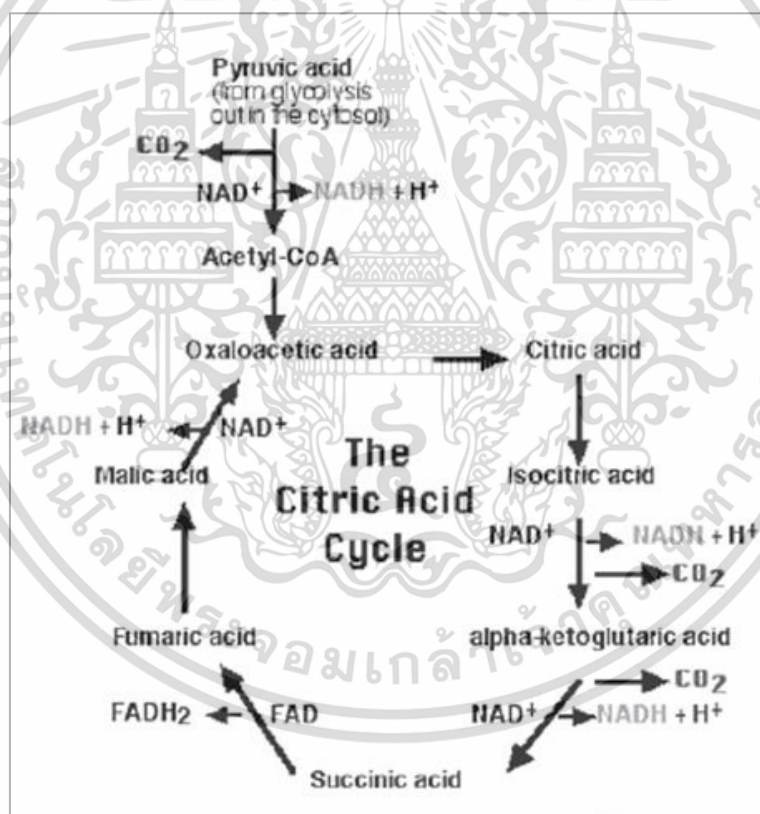 Pyruvic acid
(from glycolysis
out in the cytosol)
CO₂
NAD⁺ NADH + H⁺
Acetyl-CoA
Oxaloacetic acid Citric acid
NADH + H⁺ NAD⁺
The
Citric Acid
Cycle
Malic acid Isocitric acid
NAD⁺ NADH + H⁺
CO₂
Fumaric acid alpha-ketoglutaric acid
CO₂
FADH₂ FAD NAD⁺ NADH + H⁺
Succinic acid